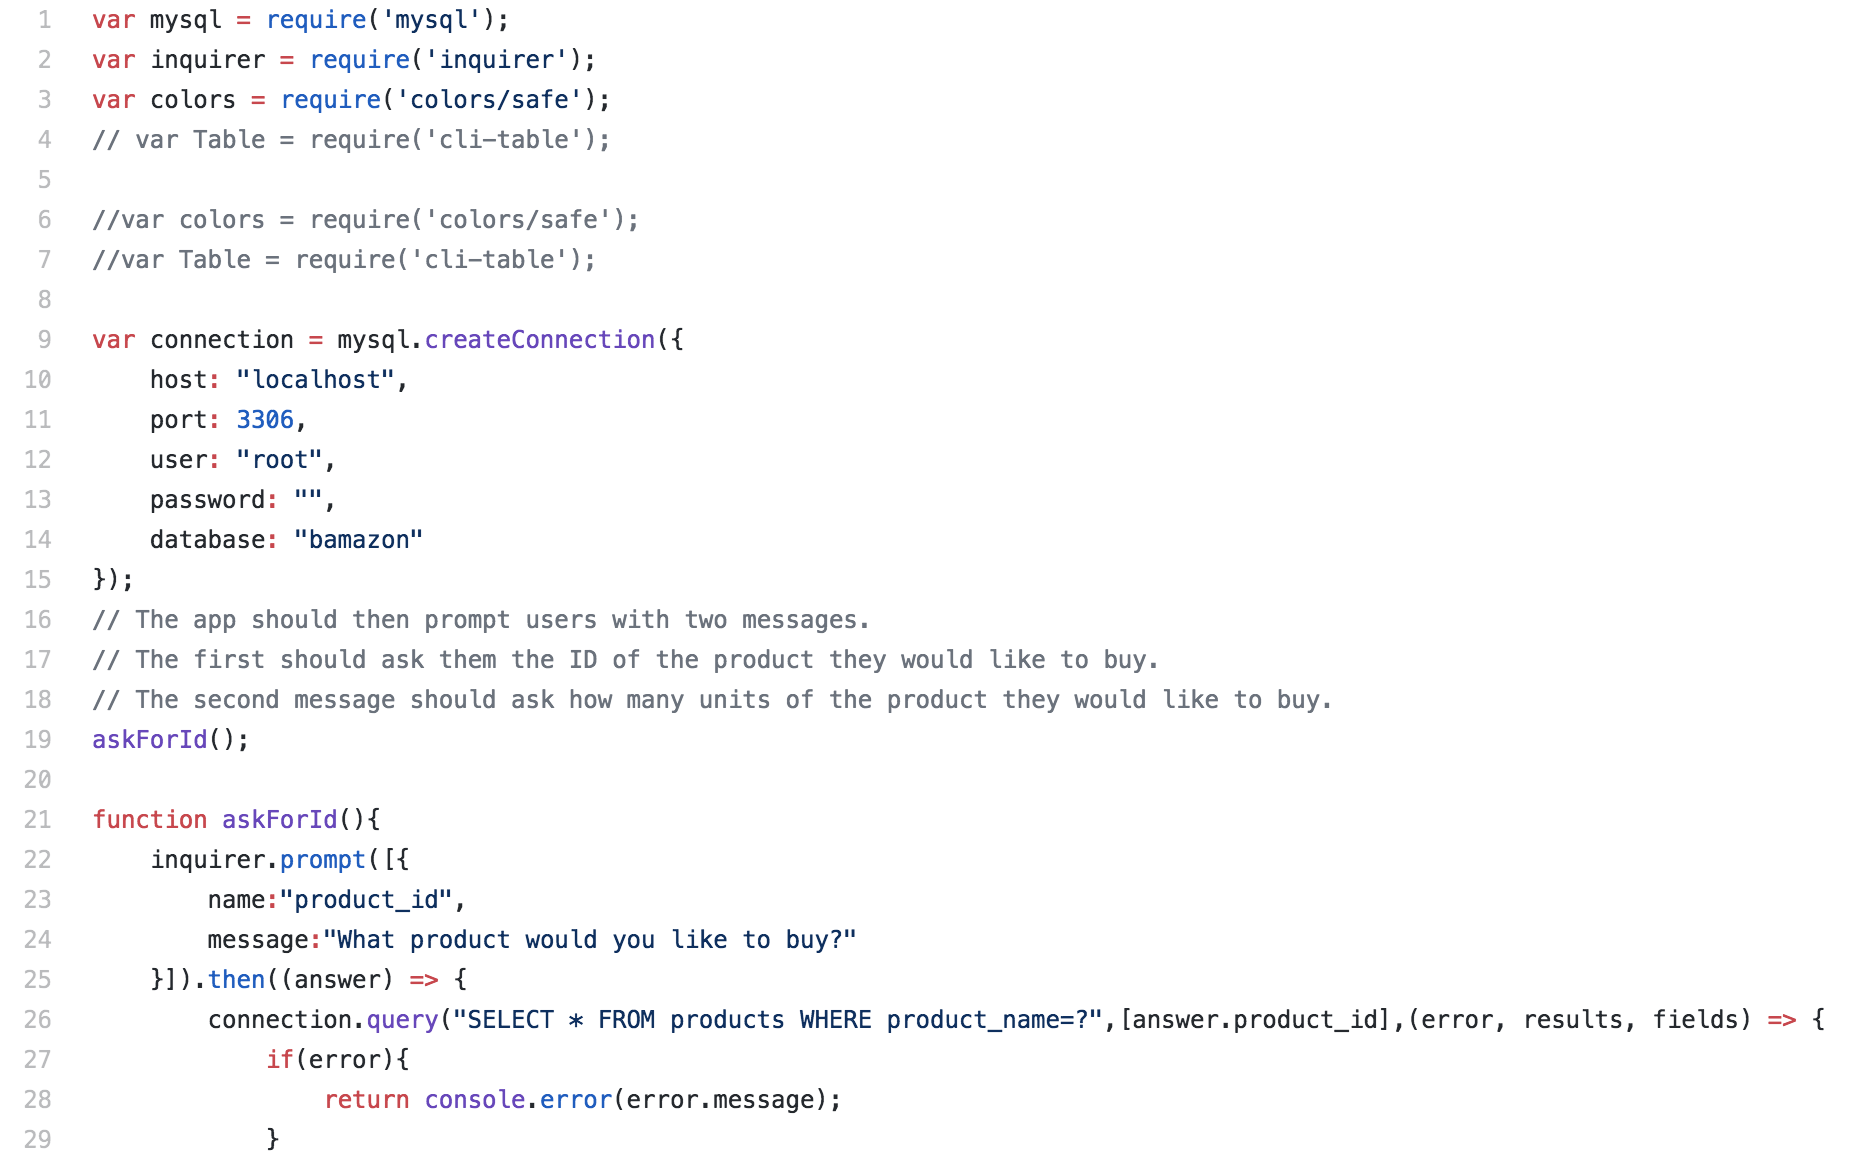 1 var mysql = require('mysql');
2 var inquirer = require('inquirer');
3 var colors = require('colors/safe');
4 // var Table = require('cli-table');
5
6 //var colors = require('colors/safe');
7 //var Table = require('cli-table');
8
9 var connection = mysql.createConnection({
10     host: "localhost",
11     port: 3306,
12     user: "root",
13     password: "",
14     database: "bamazon"
15 });
16 // The app should then prompt users with two messages.
17 // The first should ask them the ID of the product they would like to buy.
18 // The second message should ask how many units of the product they would like to buy.
19 askForId();
20
21 function askForId(){
22     inquirer.prompt([{
23         name:"product_id",
24         message:"What product would you like to buy?"
25     }]).then((answer) => {
26         connection.query("SELECT * FROM products WHERE product_name=?",[answer.product_id],(error, results, fields) => {
27             if(error){
28                 return console.error(error.message);
29             }